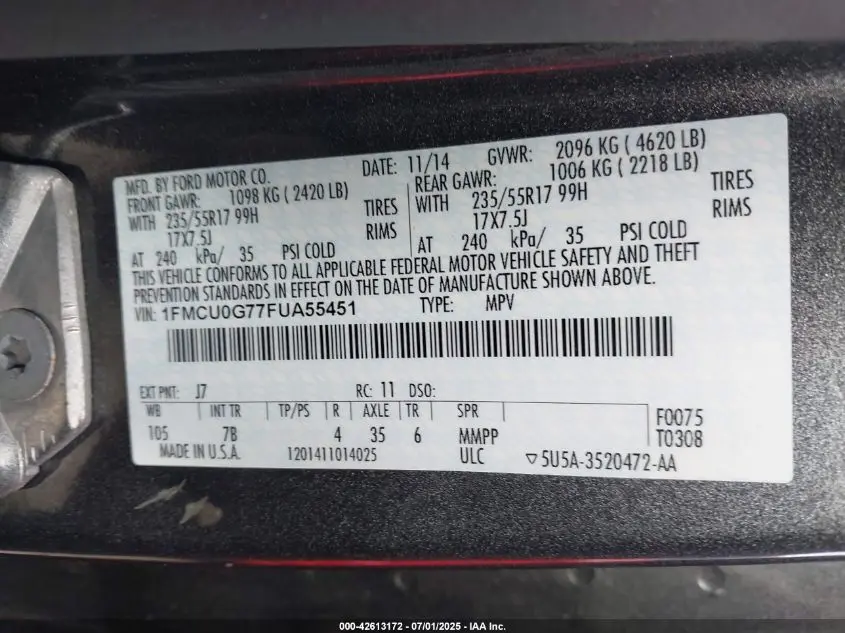 MFD. BY FORD MOTOR CO. DATE: 11/14 GVWR: 2096 KG ( 4620 LB)
FRONT GAWR: 1098 KG ( 2420 LB) REAR GAWR: 1006 KG ( 2218 LB)
WITH 235/55R17 99H TIRES WITH 235/55R17 99H TIRES
17X7.5J RIMS 17X7.5J RIMS
AT 240 kPa/ 35 PSI COLD AT 240 kPa/ 35 PSI COLD
THIS VEHICLE CONFORMS TO ALL APPLICABLE FEDERAL MOTOR VEHICLE SAFETY AND THEFT
PREVENTION STANDARDS IN EFFECT ON THE DATE OF MANUFACTURE SHOWN ABOVE.
VIN: 1FMCU0G77FUA55451 TYPE: MPV
EXT PNT: J7 RC: 11 DSO:
WB INT TR TP/PS R AXLE TR SPR F0075
105 7B 4 35 6 MMPP T0308
MADE IN U.S.A. 1201411014025 ULC ▽5U5A-3520472-AA
000-42613172 - 07/01/2025 - IAA Inc.